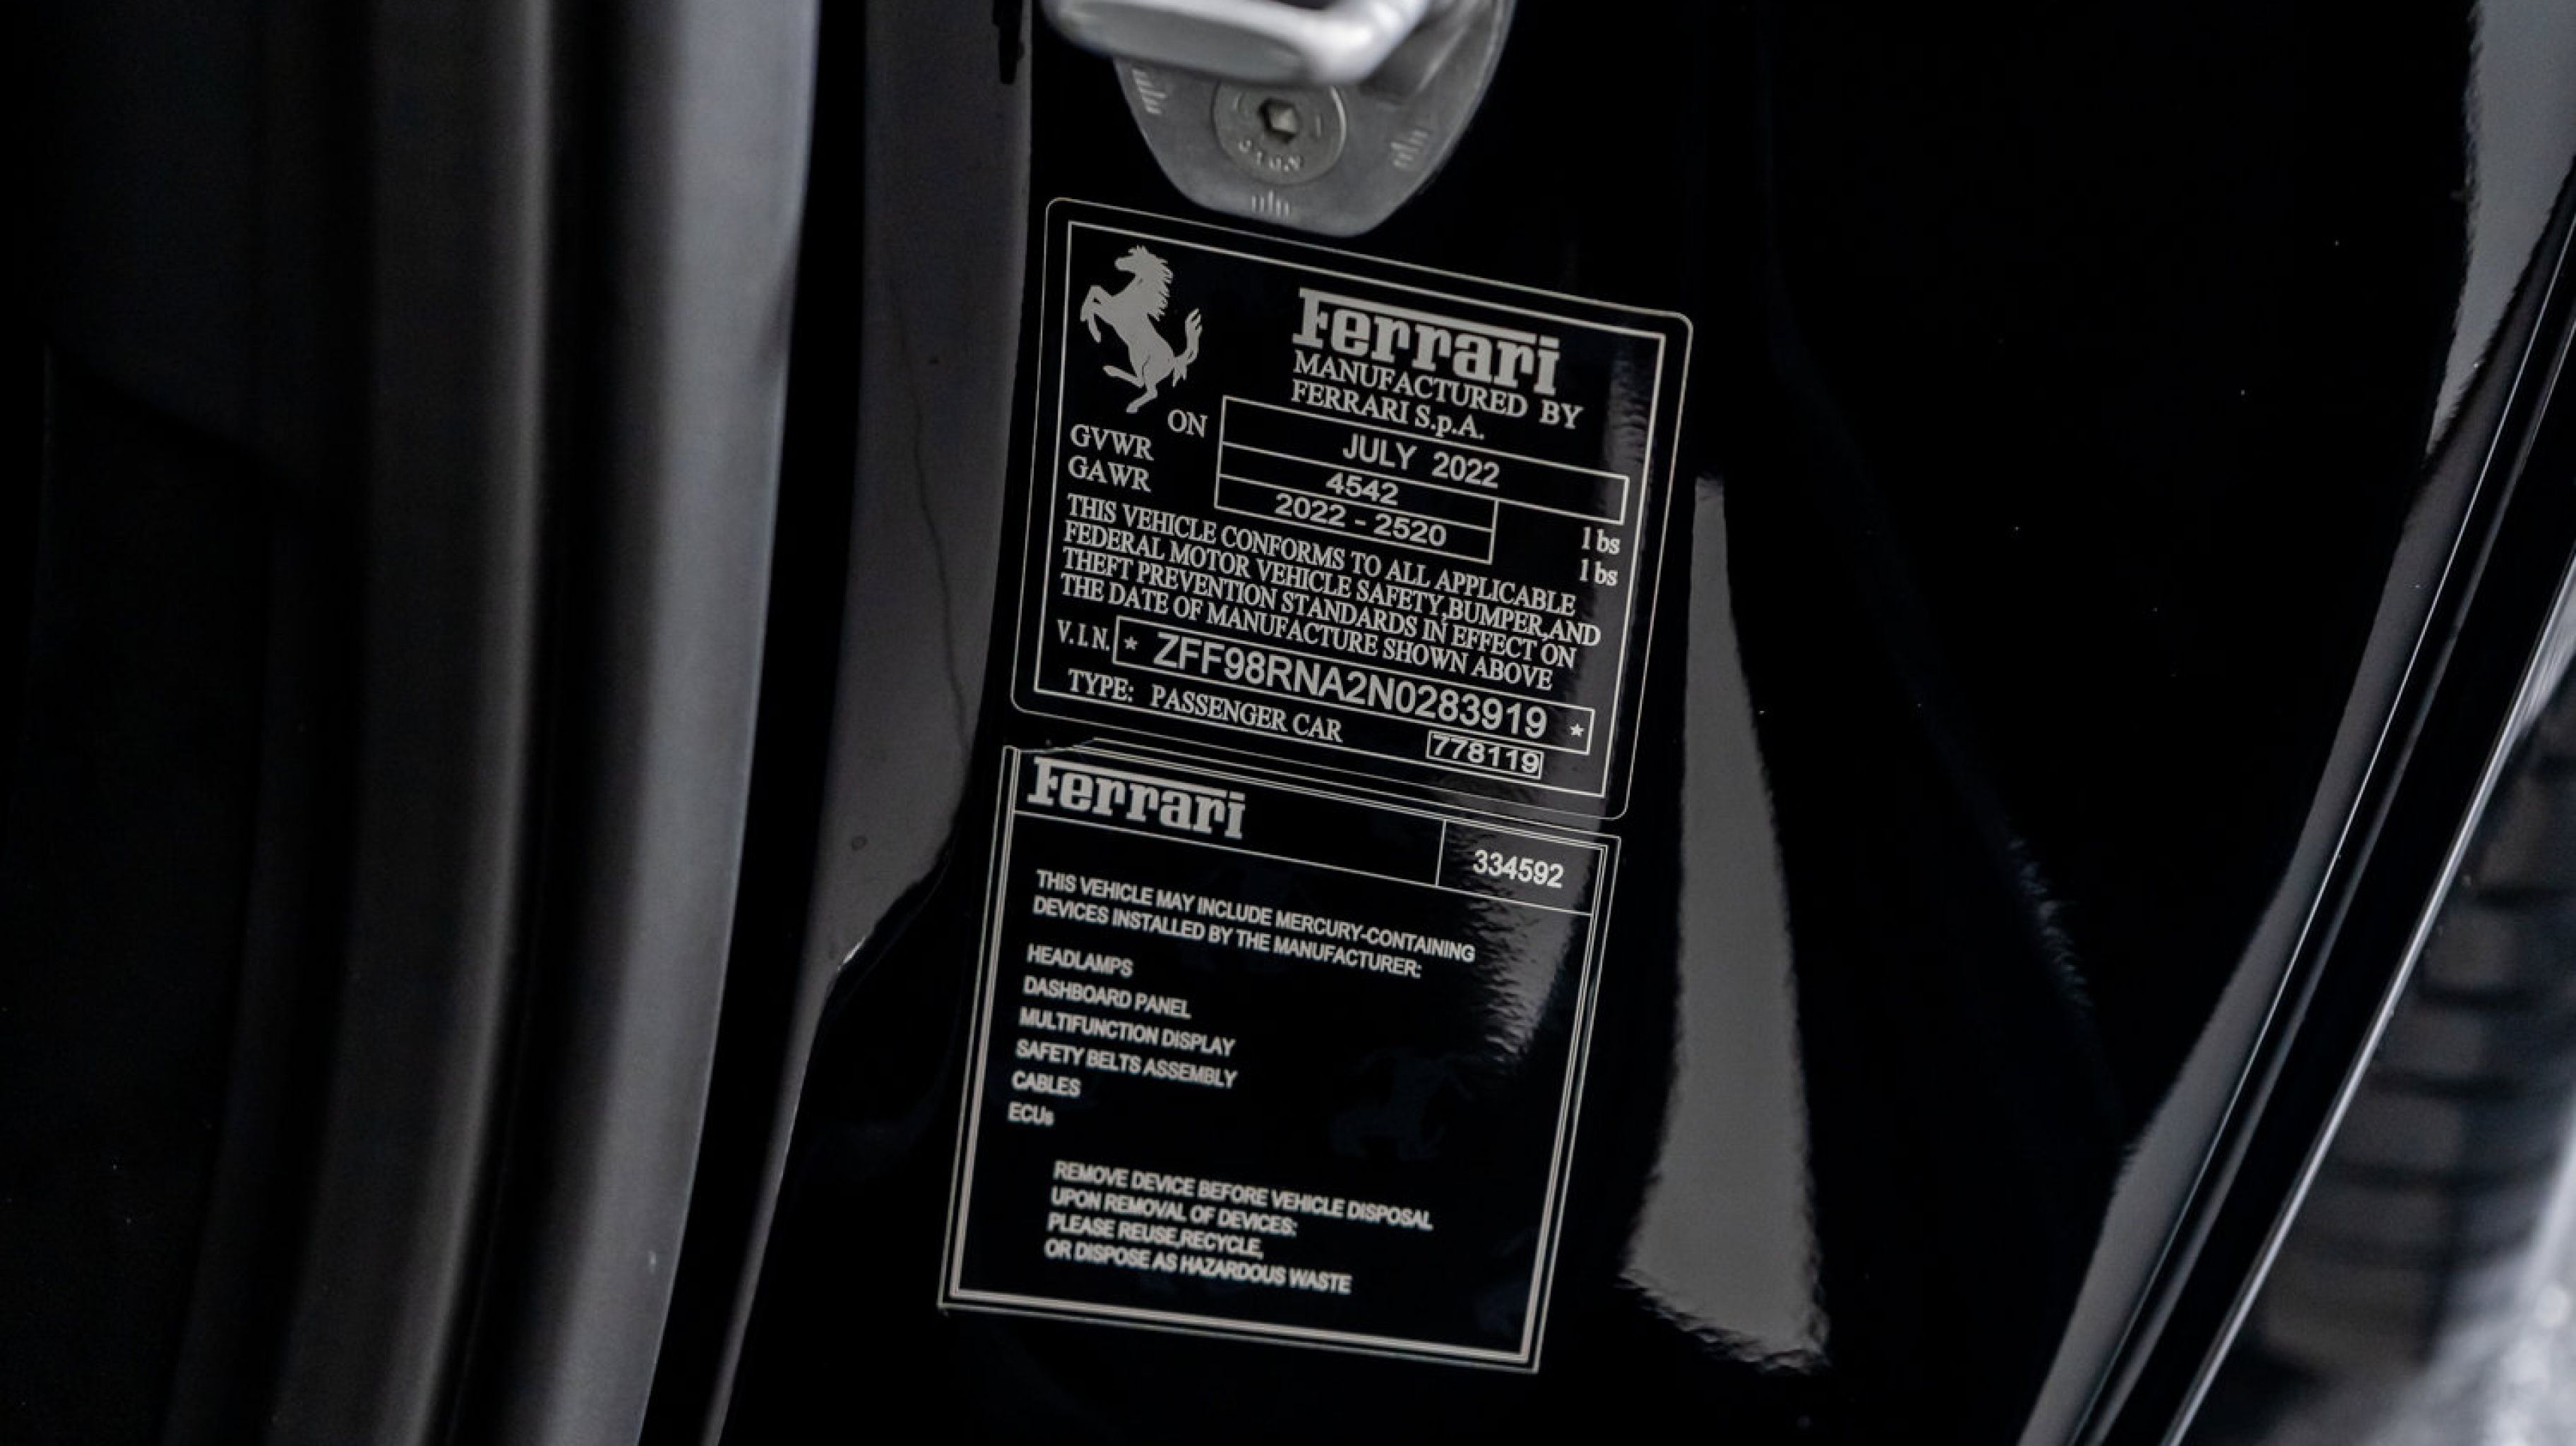 Ferrari
MANUFACTURED BY
FERRARI S.p.A.
ON JULY 2022
GVWR 4542 lbs
GAWR 2022 - 2520 lbs
THIS VEHICLE CONFORMS TO ALL APPLICABLE
FEDERAL MOTOR VEHICLE SAFETY,BUMPER,AND
THEFT PREVENTION STANDARDS IN EFFECT ON
THE DATE OF MANUFACTURE SHOWN ABOVE
V.I.N. * ZFF98RNA2N0283919 *
TYPE: PASSENGER CAR 778119
Ferrari 334592
THIS VEHICLE MAY INCLUDE MERCURY-CONTAINING
DEVICES INSTALLED BY THE MANUFACTURER:
HEADLAMPS
DASHBOARD PANEL
MULTIFUNCTION DISPLAY
SAFETY BELTS ASSEMBLY
CABLES
ECUs
REMOVE DEVICE BEFORE VEHICLE DISPOSAL
UPON REMOVAL OF DEVICES:
PLEASE REUSE,RECYCLE,
OR DISPOSE AS HAZARDOUS WASTE